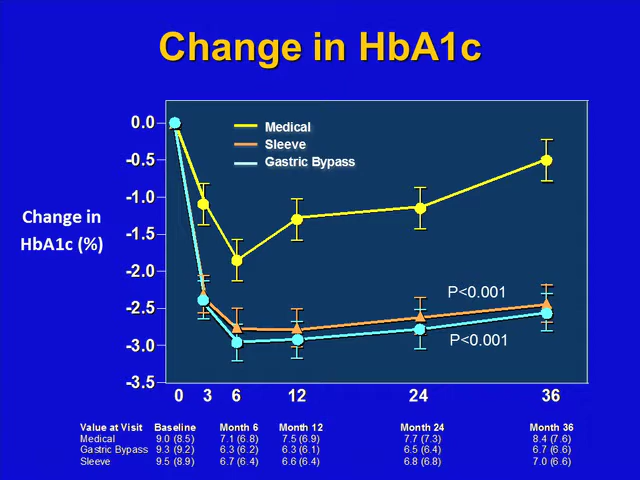 Change in HbA1c
0.0
-0.5
-1.0
-1.5
-2.0
-2.5
-3.0
-3.5
Change in
HbA1c (%)
Medical
Sleeve
Gastric Bypass
P<0.001
P<0.001
0 3 6 12 24 36
Value at Visit Baseline Month 6 Month 12 Month 24 Month 36
Medical 9.0 (8.5) 7.1 (6.8) 7.5 (6.9) 7.7 (7.3) 8.4 (7.6)
Gastric Bypass 9.3 (9.2) 6.3 (6.2) 6.3 (6.1) 6.5 (6.4) 6.7 (6.6)
Sleeve 9.5 (8.9) 6.7 (6.4) 6.6 (6.4) 6.8 (6.8) 7.0 (6.6)